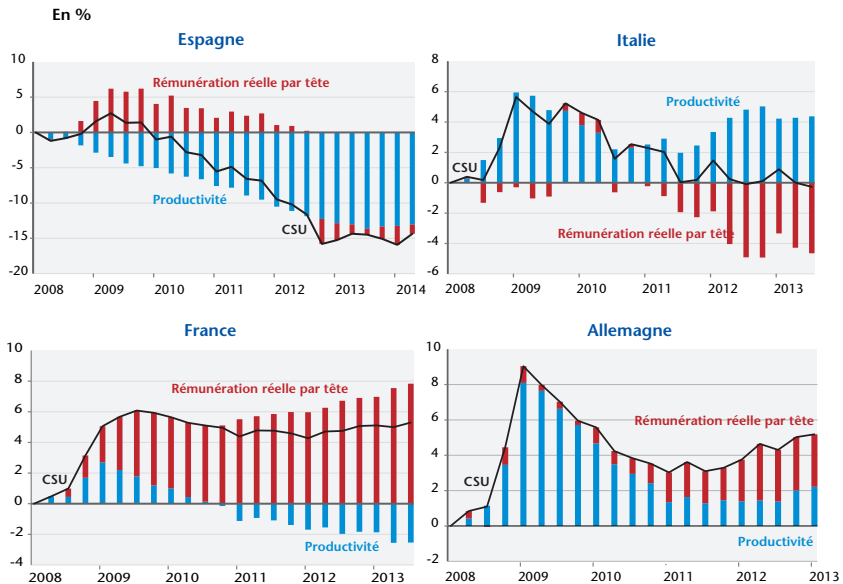 En %
Espagne
10
5
0
-5
-10
-15
-20
Rémunération réelle par tête
Productivité
CSU
2008 2009 2010 2011 2012 2013 2014
Italie
8
6
4
2
0
-2
-4
-6
Productivité
CSU
Rémunération réelle par tête
2008 2009 2010 2011 2012 2013
France
10
8
6
4
2
0
-2
-4
Rémunération réelle par tête
CSU
Productivité
2008 2009 2010 2011 2012 2013
Allemagne
10
8
6
4
2
0
-2
Rémunération réelle par tête
CSU
Productivité
2008 2009 2010 2011 2012 2013